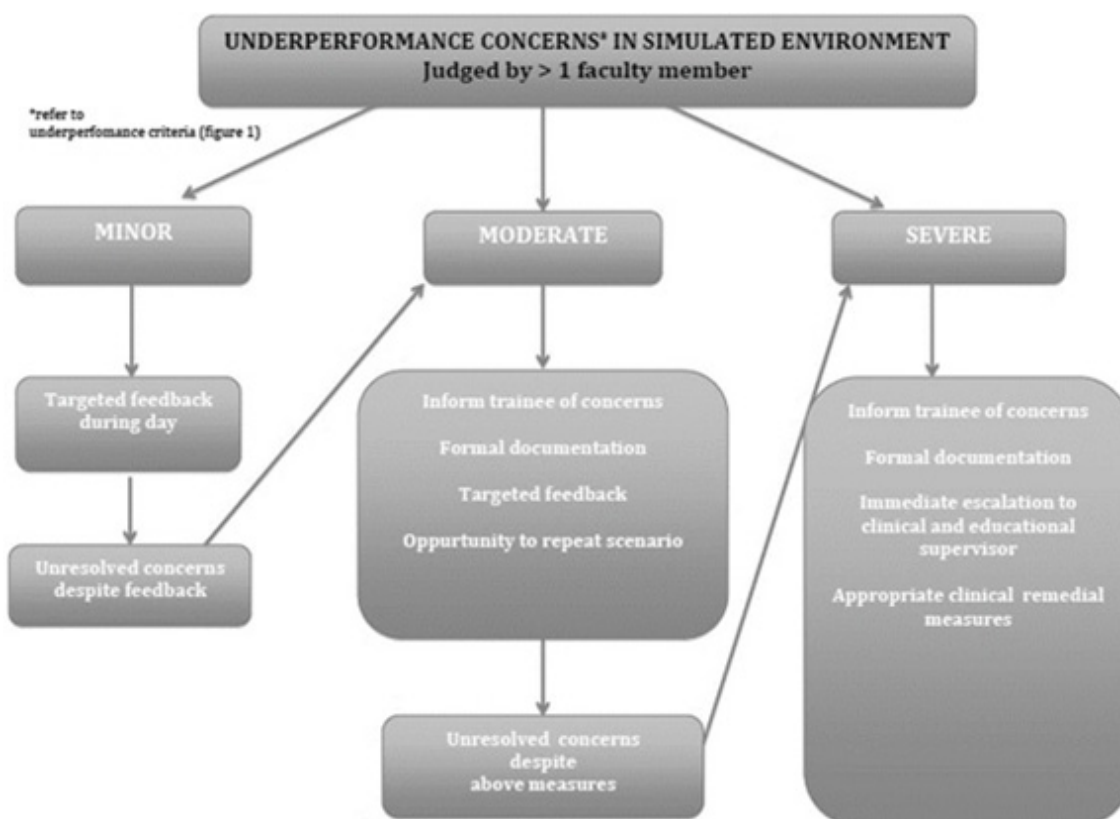 UNDERPERFORMANCE CONCERNS* IN SIMULATED ENVIRONMENT
Judged by > 1 faculty member
*refer to
underperfomance criteria (figure 1)
MINOR
MODERATE
SEVERE
Targeted feedback
during day
Unresolved concerns
despite feedback
Inform trainee of concerns
Formal documentation
Targeted feedback
Oppurtunity to repeat scenario
Unresolved concerns
despite
above measures
Inform trainee of concerns
Formal documentation
Immediate escalation to
clinical and educational
supervisor
Appropriate clinical remedial
measures